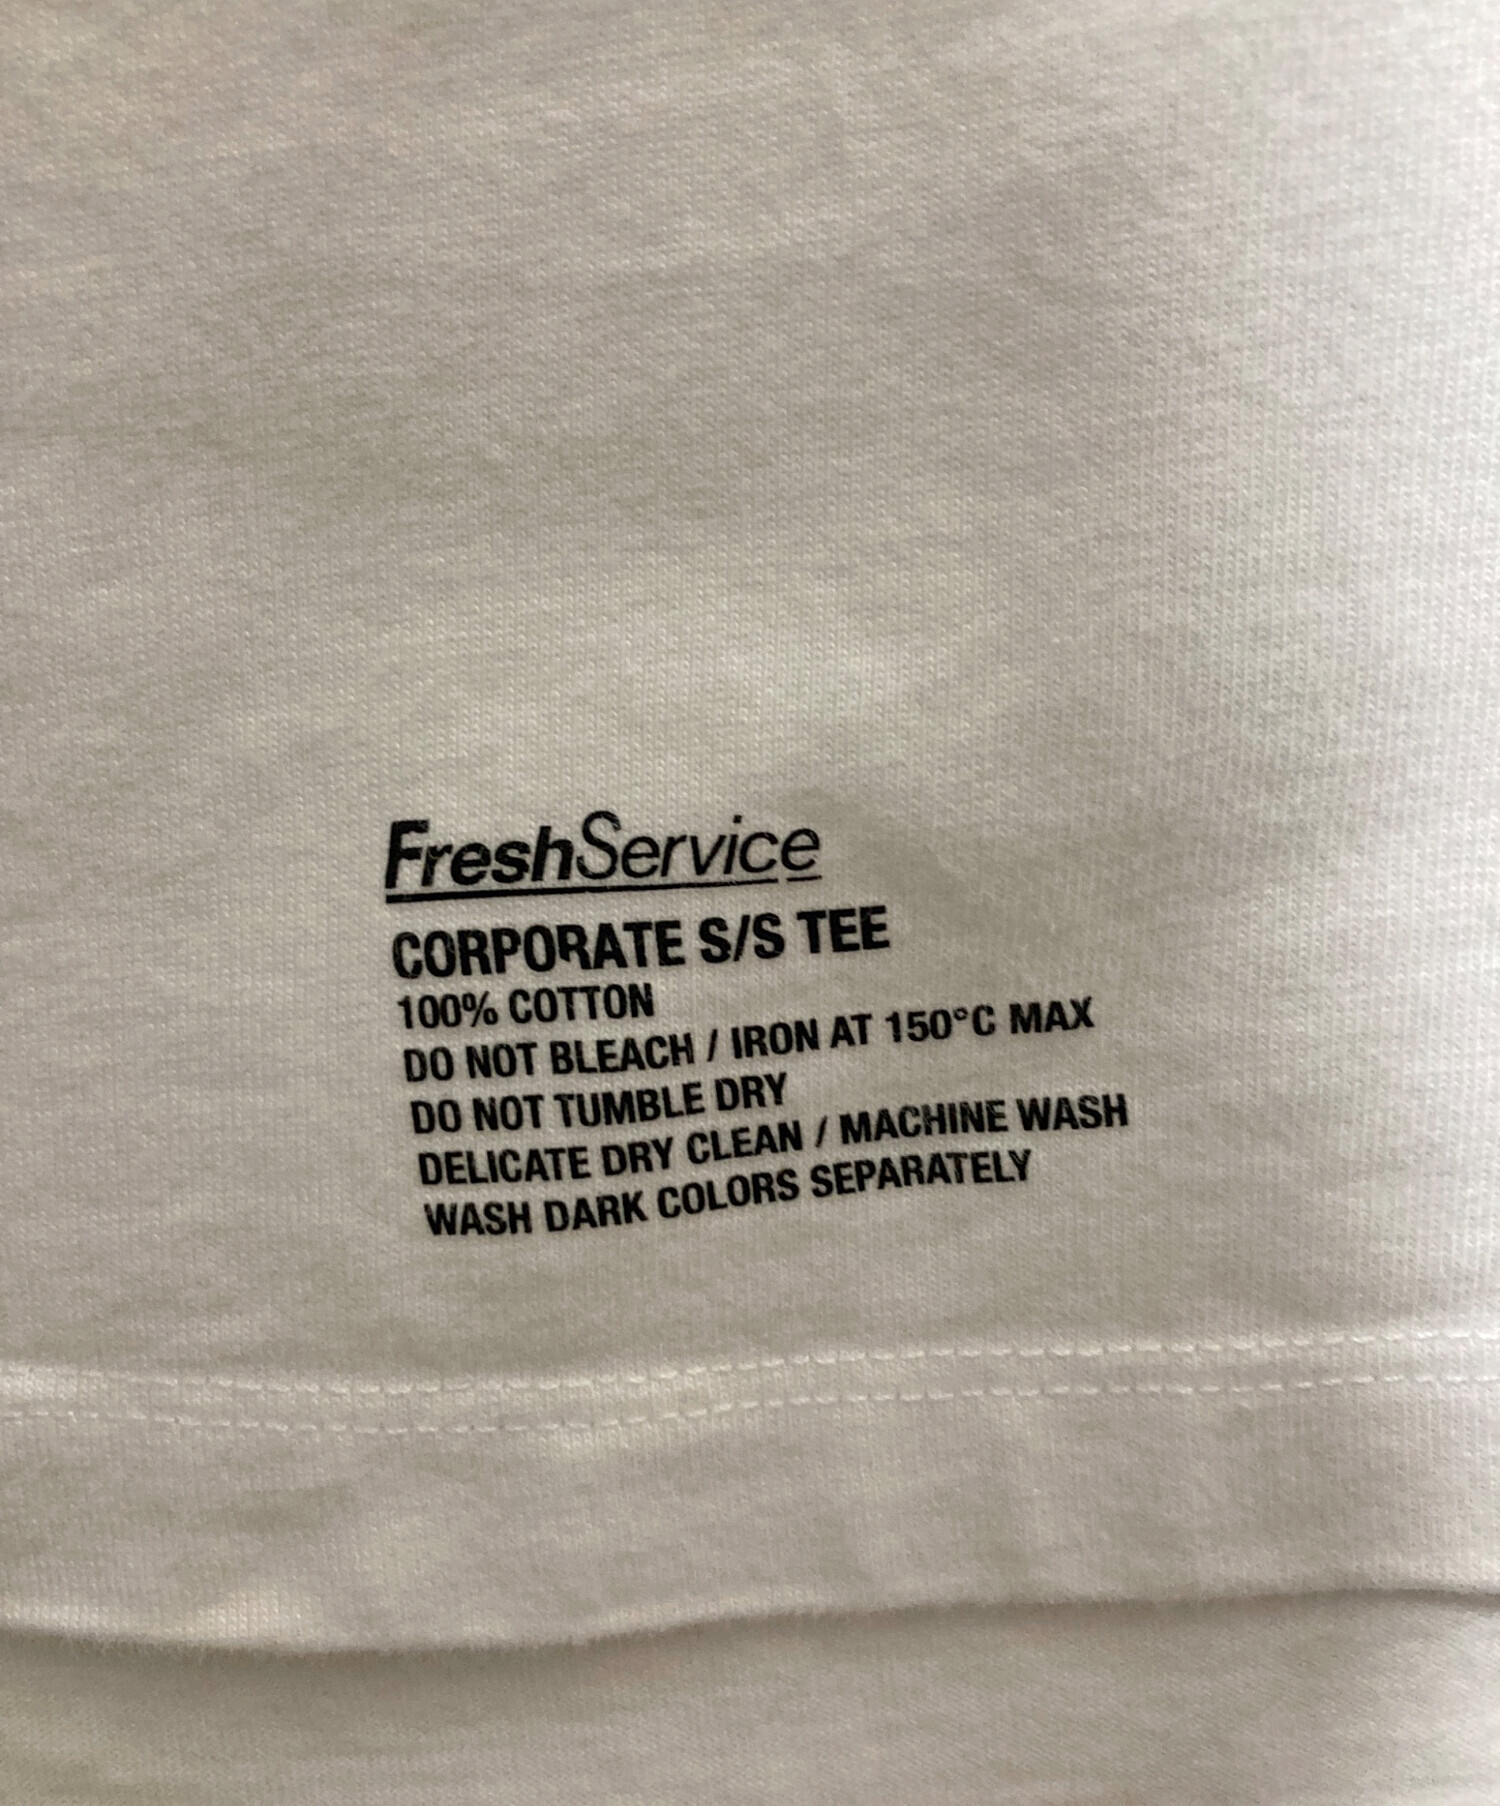 FreshService
CORPORATE S/S TEE
100% COTTON
DO NOT BLEACH / IRON AT 150°C MAX
DO NOT TUMBLE DRY
DELICATE DRY CLEAN / MACHINE WASH
WASH DARK COLORS SEPARATELY